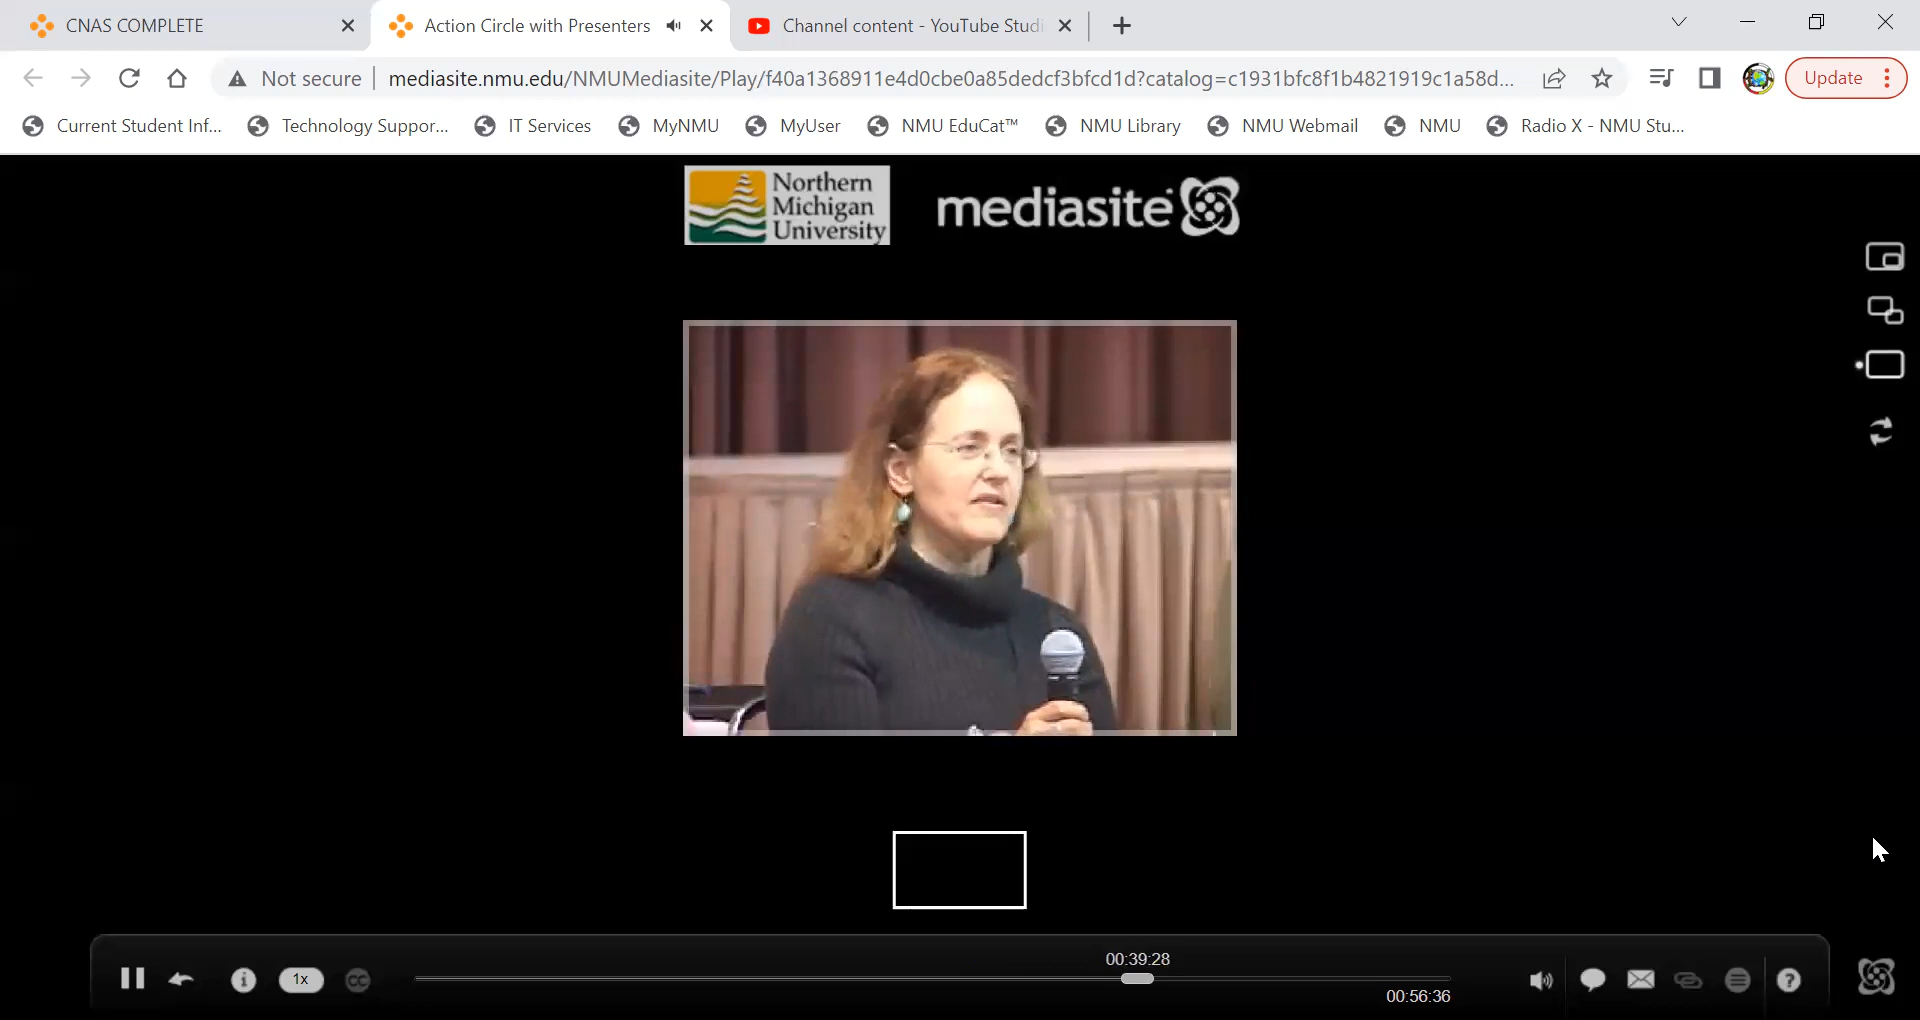 CNAS COMPLETE
Action Circle with Presenters
Channel content - YouTube Studi
Not secure
mediasite.nmu.edu/NMUMediasite/Play/f40a1368911e4d0cbe0a85dedcf3bfcd1d?catalog=c1931bfc8f1b4821919c1a58d...
Update
Current Student Inf...
Technology Suppor...
IT Services
MyNMU
MyUser
NMU EduCat™
NMU Library
NMU Webmail
NMU
Radio X - NMU Stu...
Northern
Michigan
University
mediasite
00:39:28
1x
CC
00:56:36